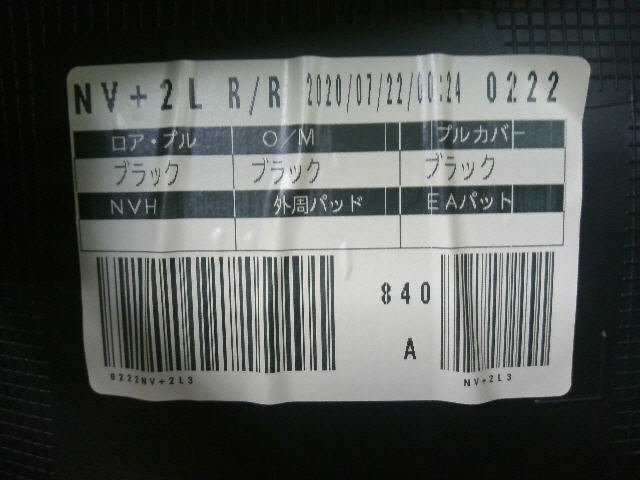 NV+2L R/R 2020/07/22/00:24 0222
ロア・プル O/M プルカバー
ブラック ブラック ブラック
NVH 外周パッド EAパット
840
A
0222NV+2L3 NV+2L3